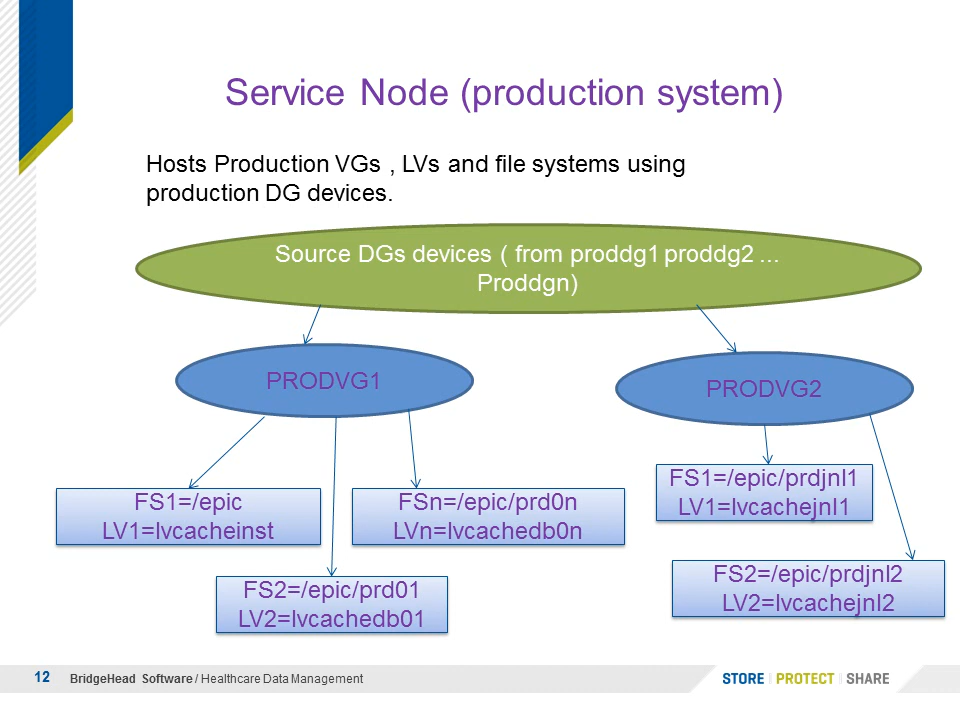 Service Node (production system)
Hosts Production VGs , LVs and file systems using
production DG devices.
Source DGs devices ( from proddg1 proddg2 ...
Proddgn)
PRODVG1
PRODVG2
FS1=/epic
LV1=lvcacheinst
FSn=/epic/prd0n
LVn=lvcachedb0n
FS1=/epic/prdjnl1
LV1=lvcachejnl1
FS2=/epic/prd01
LV2=lvcachedb01
FS2=/epic/prdjnl2
LV2=lvcachejnl2
12 BridgeHead Software / Healthcare Data Management
STORE | PROTECT | SHARE